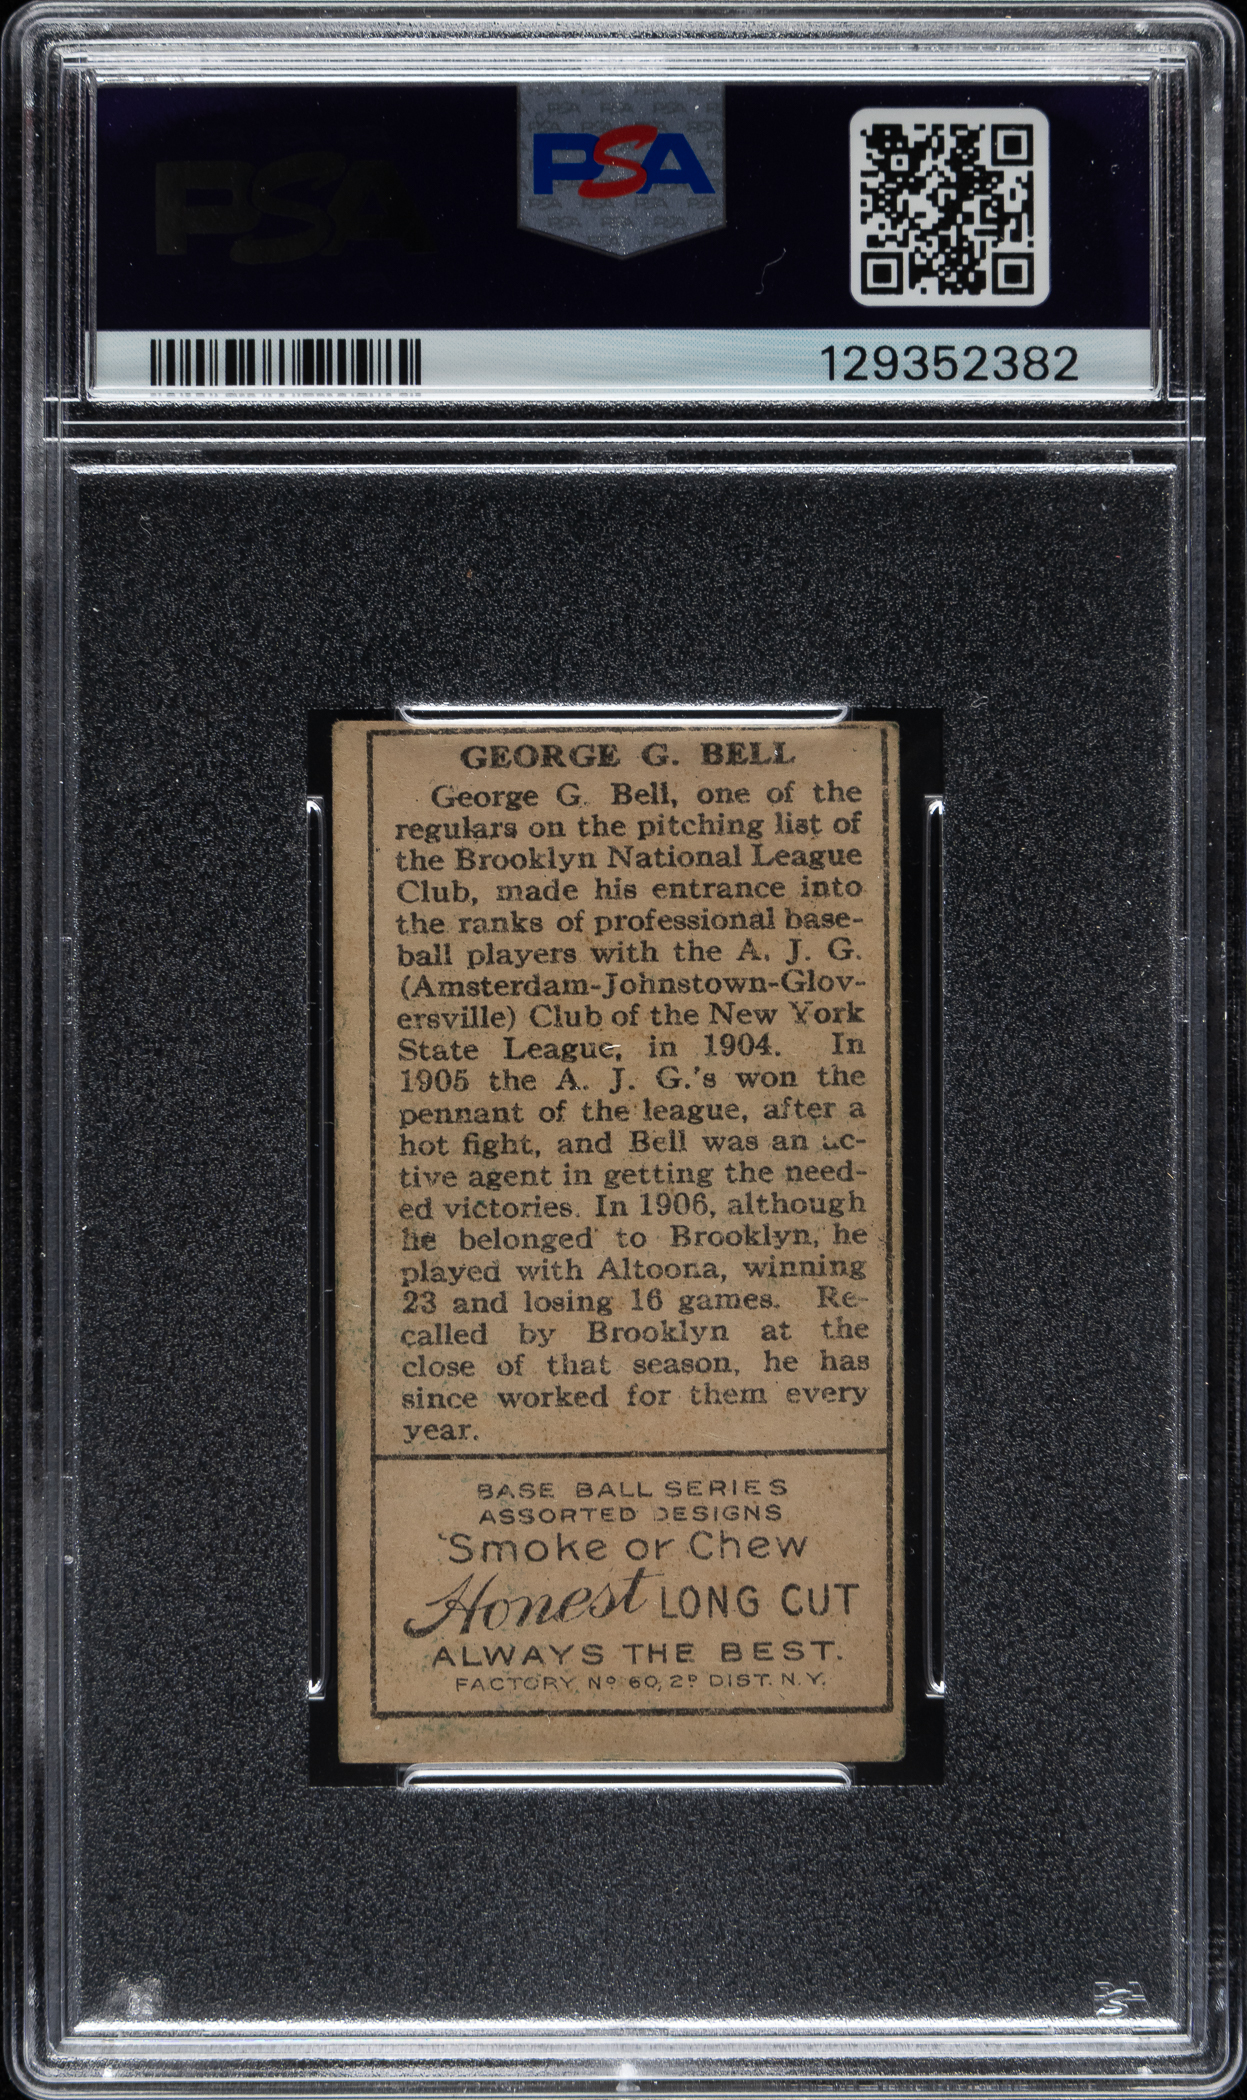 PSA
PSA
129352382
GEORGE G. BELL
George G. Bell, one of the
regulars on the pitching list of
the Brooklyn National League
Club, made his entrance into
the ranks of professional base-
ball players with the A. J. G.
(Amsterdam-Johnstown-Glov-
ersville) Club of the New York
State League, in 1904. In
1905 the A. J. G.'s won the
pennant of the league, after a
hot fight, and Bell was an ac-
tive agent in getting the need-
ed victories. In 1906, although
he belonged to Brooklyn, he
played with Altoona, winning
23 and losing 16 games. Re-
called by Brooklyn at the
close of that season, he has
since worked for them every
year.
BASE BALL SERIES
ASSORTED DESIGNS
Smoke or Chew
Honest LONG CUT
ALWAYS THE BEST.
FACTORY Nº 60, 2ᴰ DIST. N.Y.